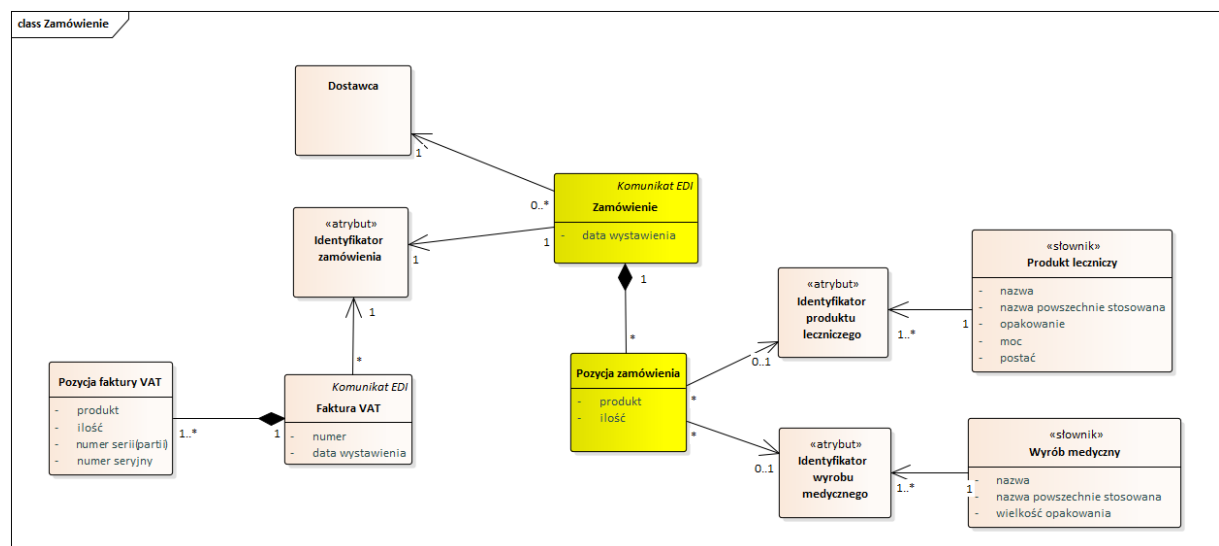 class Zamówienie
Dostawca
1
0..*
Komunikat EDI
Zamówienie
- data wystawienia
«atrybut»
Identyfikator
zamówienia
1
1
1
*
1
*
Pozycja faktury VAT
- produkt
- ilość
- numer serii(partii)
- numer seryjny
1..*
1
Komunikat EDI
Faktura VAT
- numer
- data wystawienia
Pozycja zamówienia
- produkt
- ilość
*
*
0..1
0..1
«atrybut»
Identyfikator
produktu
leczniczego
1..*
1
«słownik»
Produkt leczniczy
- nazwa
- nazwa powszechnie stosowana
- opakowanie
- moc
- postać
«atrybut»
Identyfikator
wyrobu
medycznego
1..*
1
«słownik»
Wyrób medyczny
- nazwa
- nazwa powszechnie stosowana
- wielkość opakowania